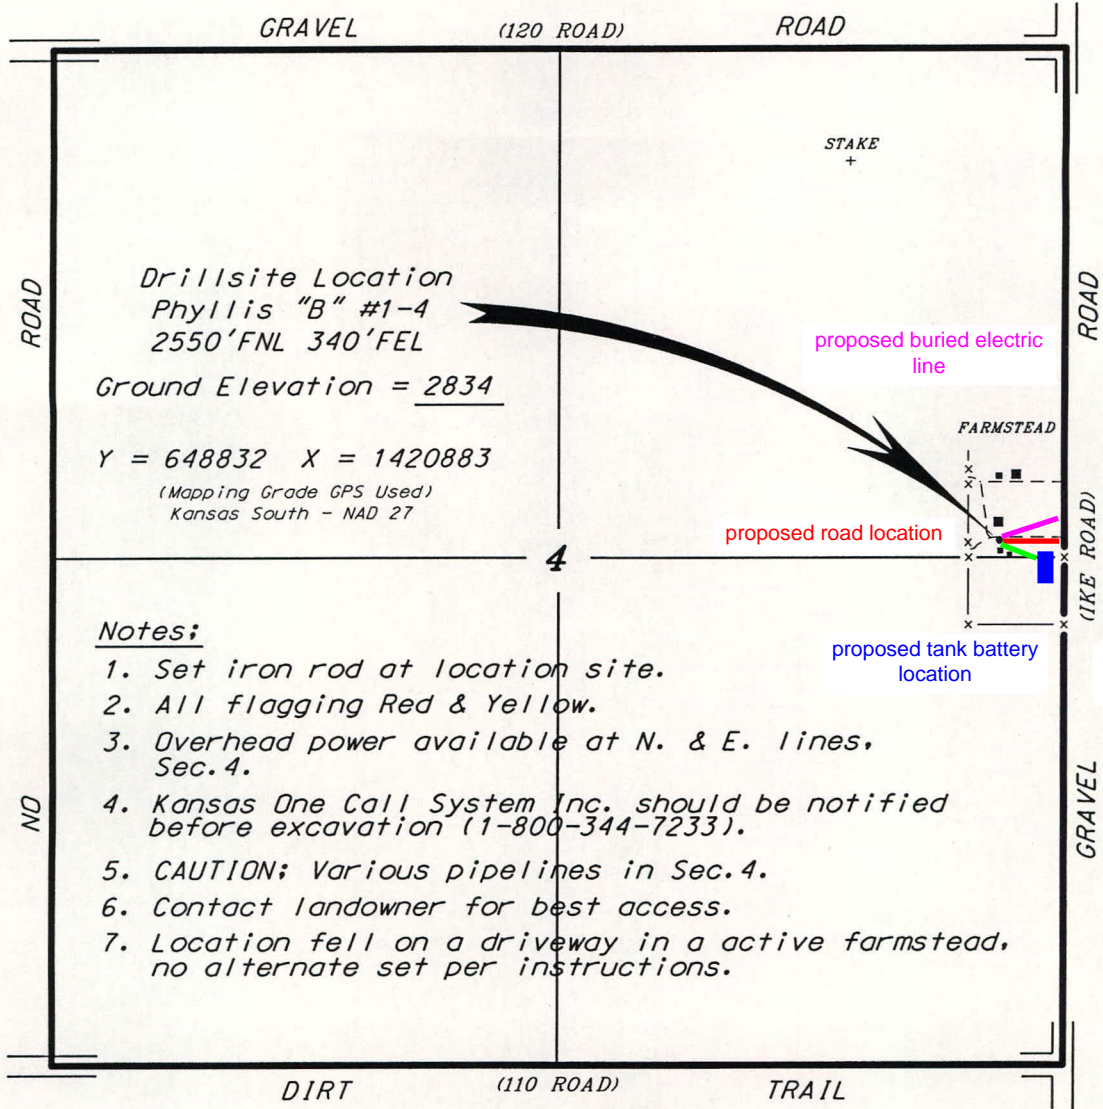 GRAVEL (120 ROAD) ROAD
STAKE
+
ROAD
Drillsite Location
Phyllis "B" #1-4
2550'FNL 340'FEL
Ground Elevation = 2834
Y = 648832 X = 1420883
(Mapping Grade GPS Used)
Kansas South - NAD 27
ROAD
proposed buried electric
line
FARMSTEAD
proposed road location
4
(IKE ROAD)
proposed tank battery
location
Notes:
1. Set iron rod at location site.
2. All flagging Red & Yellow.
3. Overhead power available at N. & E. lines,
Sec. 4.
4. Kansas One Call System Inc. should be notified
before excavation (1-800-344-7233).
5. CAUTION: Various pipelines in Sec. 4.
6. Contact landowner for best access.
7. Location fell on a driveway in a active farmstead,
no alternate set per instructions.
NO
GRAVEL
DIRT (110 ROAD) TRAIL